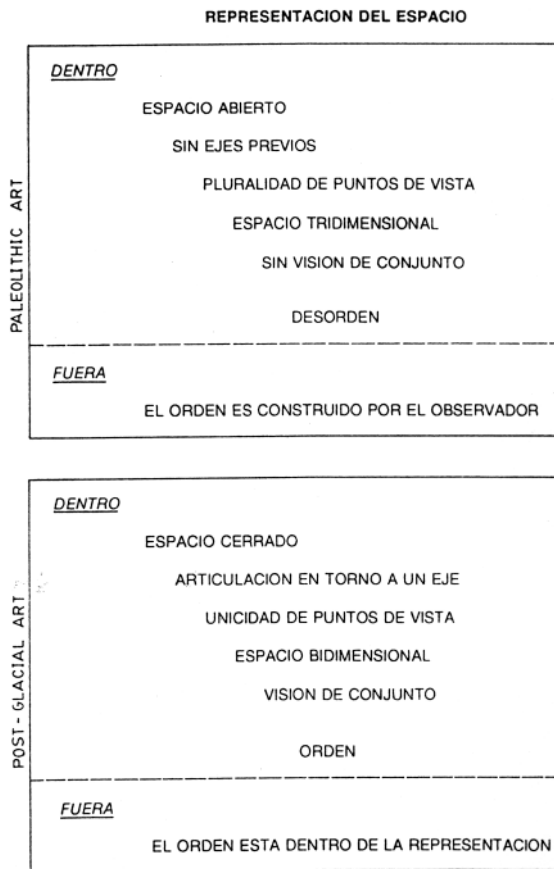 REPRESENTACION DEL ESPACIO
PALEOLITHIC ART
DENTRO
ESPACIO ABIERTO
SIN EJES PREVIOS
PLURALIDAD DE PUNTOS DE VISTA
ESPACIO TRIDIMENSIONAL
SIN VISION DE CONJUNTO
DESORDEN
FUERA
EL ORDEN ES CONSTRUIDO POR EL OBSERVADOR
POST-GLACIAL ART
DENTRO
ESPACIO CERRADO
ARTICULACION EN TORNO A UN EJE
UNICIDAD DE PUNTOS DE VISTA
ESPACIO BIDIMENSIONAL
VISION DE CONJUNTO
ORDEN
FUERA
EL ORDEN ESTA DENTRO DE LA REPRESENTACION